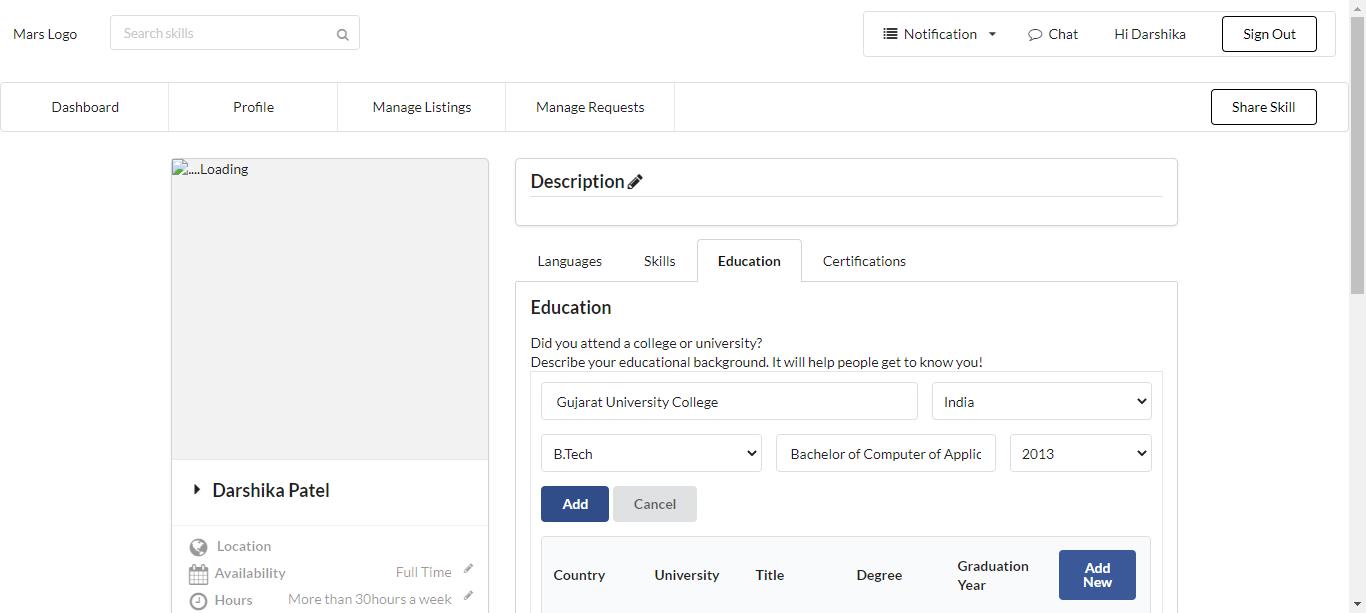 Mars Logo
Search skills
Notification
Chat
Hi Darshika
Sign Out
Dashboard
Profile
Manage Listings
Manage Requests
Share Skill
....Loading
Darshika Patel
Location
Availability
Full Time
Hours
More than 30hours a week
Description
Languages
Skills
Education
Certifications
Education
Did you attend a college or university?
Describe your educational background. It will help people get to know you!
Gujarat University College
India
B.Tech
Bachelor of Computer of Applic
2013
Add
Cancel
Country
University
Title
Degree
Graduation
Year
Add
New